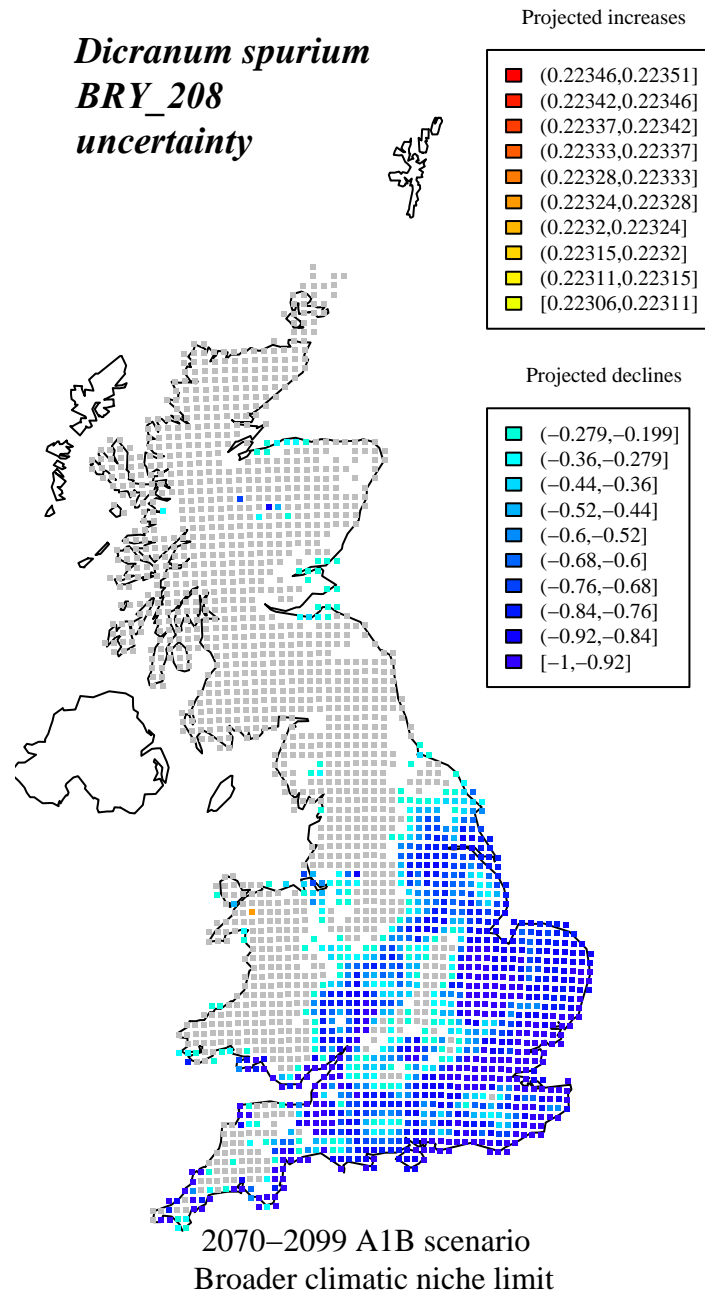 Dicranum spurium
BRY_208
uncertainty
Projected increases
(0.22346,0.22351]
(0.22342,0.22346]
(0.22337,0.22342]
(0.22333,0.22337]
(0.22328,0.22333]
(0.22324,0.22328]
(0.2232,0.22324]
(0.22315,0.2232]
(0.22311,0.22315]
[0.22306,0.22311]
Projected declines
(−0.279,−0.199]
(−0.36,−0.279]
(−0.44,−0.36]
(−0.52,−0.44]
(−0.6,−0.52]
(−0.68,−0.6]
(−0.76,−0.68]
(−0.84,−0.76]
(−0.92,−0.84]
[−1,−0.92]
2070−2099 A1B scenario
Broader climatic niche limit